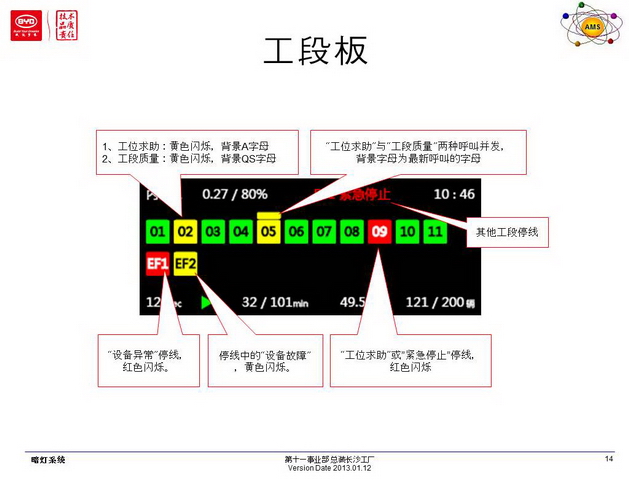 BYD
技术
品质
责信
AMS
工段板
1、工位求助：黄色闪烁，背景A字母
2、工段质量：黄色闪烁，背景QS字母
“工位求助”与“工段质量”两种呼叫并发，
背景字母为最新呼叫的字母
0.27 / 80%
紧急停止
10 : 46
01 02 03 04 05 06 07 08 09 10 11
其他工段停线
EF1 EF2
32 / 101min
49.5
121 / 200辆
“设备异常”停线，
红色闪烁。
停线中的“设备故障”
，黄色闪烁。
“工位求助”或"紧急停止"停线，
红色闪烁
暗灯系统
第十一事业部总装长沙工厂
Version Date 2013.01.12
14